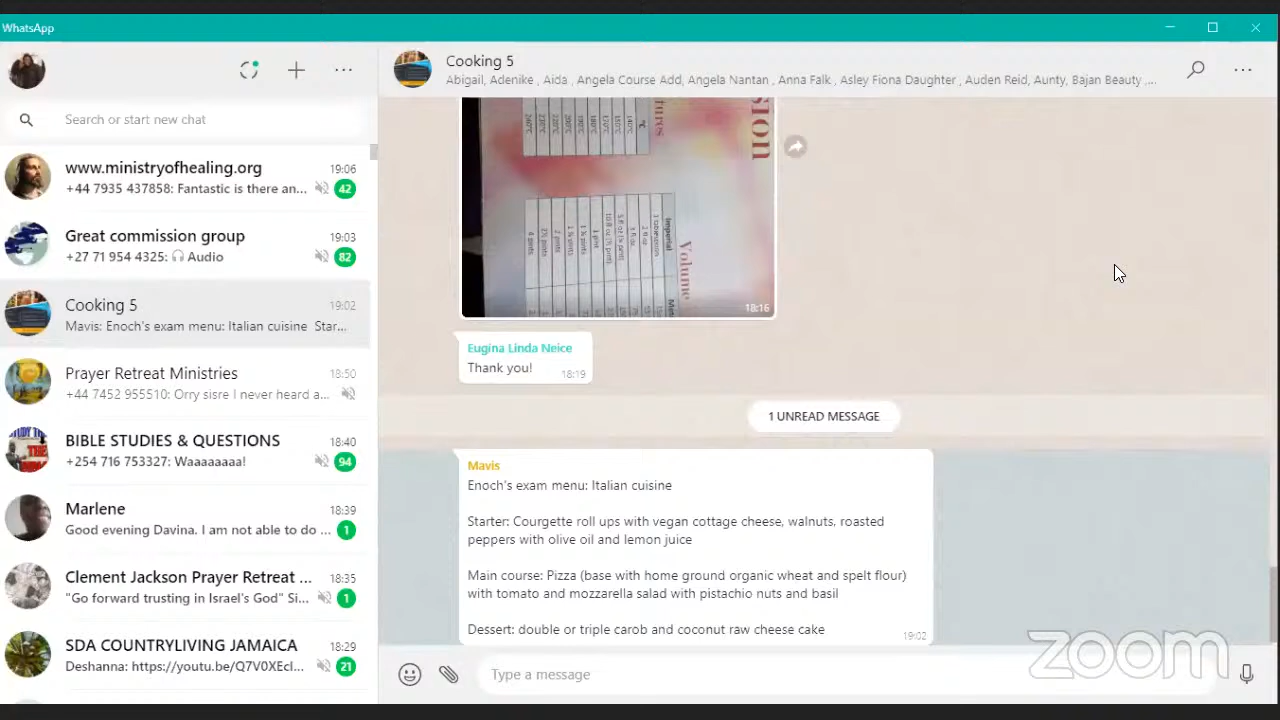 WhatsApp
Search or start new chat
www.ministryofhealing.org 19:06
+44 7935 437858: Fantastic is there an... 42
Great commission group 19:03
+27 71 954 4325: Audio 82
Cooking 5 19:02
Mavis: Enoch's exam menu: Italian cuisine Star...
Prayer Retreat Ministries 18:50
+44 7452 955510: Orry sisre I never heard a...
BIBLE STUDIES & QUESTIONS 18:40
+254 716 753327: Waaaaaaaa! 94
Marlene 18:39
Good evening Davina. I am not able to do ... 1
Clement Jackson Prayer Retreat ... 18:35
"Go forward trusting in Israel's God" Si... 1
SDA COUNTRYLIVING JAMAICA 18:29
Deshanna: https://youtu.be/Q7V0XEcl... 21
Cooking 5
Abigail, Adenike , Aida , Angela Course Add, Angela Nantan , Anna Falk , Asley Fiona Daughter , Auden Reid, Aunty, Bajan Beauty ,...
Volume
Imperial
18:16
Eugina Linda Neice
Thank you! 18:19
1 UNREAD MESSAGE
Mavis
Enoch's exam menu: Italian cuisine
Starter: Courgette roll ups with vegan cottage cheese, walnuts, roasted
peppers with olive oil and lemon juice
Main course: Pizza (base with home ground organic wheat and spelt flour)
with tomato and mozzarella salad with pistachio nuts and basil
Dessert: double or triple carob and coconut raw cheese cake
19:02
Type a message
zoom